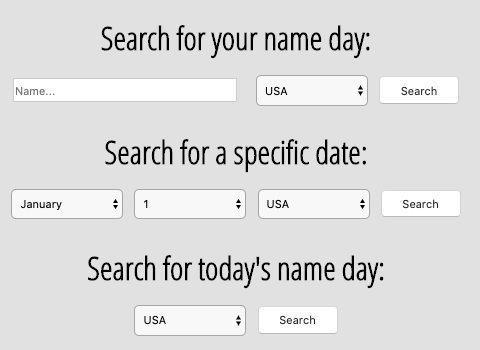 Search for your name day:
Name... USA Search
Search for a specific date:
January 1 USA Search
Search for today's name day:
USA Search